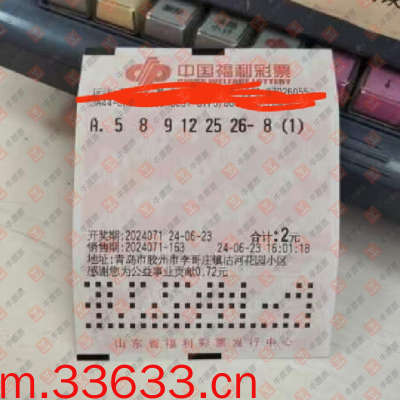 中国福利彩票
A. 5 8 9 12 25 26- 8 (1)
开奖期:2024071 24-06-23 合计:2元
销售期:2024071-163 24-06-23 16:01:18
地址:青岛市胶州市李哥庄镇沽河花园小区
感谢您为公益事业贡献0.72元
山东省福利彩票发行中心
m.33633.cn